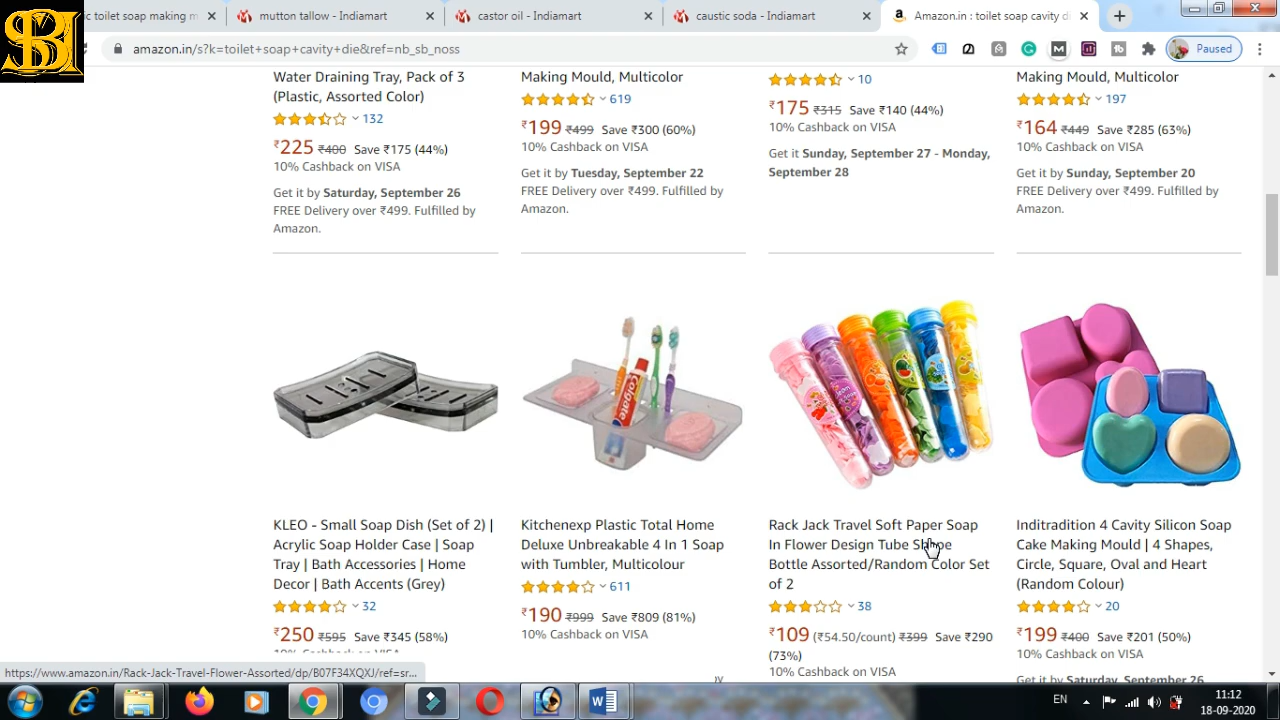 ic toilet soap making m
mutton tallow - Indiamart
castor oil - Indiamart
caustic soda - Indiamart
Amazon.in : toilet soap cavity d
amazon.in/s?k=toilet+soap+cavity+die&ref=nb_sb_noss
Paused
Water Draining Tray, Pack of 3
(Plastic, Assorted Color)
132
₹225 ₹400 Save ₹175 (44%)
10% Cashback on VISA
Get it by Saturday, September 26
FREE Delivery over ₹499. Fulfilled by
Amazon.
Making Mould, Multicolor
619
₹199 ₹499 Save ₹300 (60%)
10% Cashback on VISA
Get it by Tuesday, September 22
FREE Delivery over ₹499. Fulfilled by
Amazon.
10
₹175 ₹315 Save ₹140 (44%)
10% Cashback on VISA
Get it Sunday, September 27 - Monday,
September 28
Making Mould, Multicolor
197
₹164 ₹449 Save ₹285 (63%)
10% Cashback on VISA
Get it by Sunday, September 20
FREE Delivery over ₹499. Fulfilled by
Amazon.
Colgate
KLEO - Small Soap Dish (Set of 2) |
Acrylic Soap Holder Case | Soap
Tray | Bath Accessories | Home
Decor | Bath Accents (Grey)
32
₹250 ₹595 Save ₹345 (58%)
10% Cashback on VISA
Kitchenexp Plastic Total Home
Deluxe Unbreakable 4 In 1 Soap
with Tumbler, Multicolour
611
₹190 ₹999 Save ₹809 (81%)
10% Cashback on VISA
Rack Jack Travel Soft Paper Soap
In Flower Design Tube Shape
Bottle Assorted/Random Color Set
of 2
38
₹109 (₹54.50/count) ₹399 Save ₹290
(73%)
10% Cashback on VISA
Inditradition 4 Cavity Silicon Soap
Cake Making Mould | 4 Shapes,
Circle, Square, Oval and Heart
(Random Colour)
20
₹199 ₹400 Save ₹201 (50%)
10% Cashback on VISA
Get it by Saturday, September 26
https://www.amazon.in/Rack-Jack-Travel-Flower-Assorted/dp/B07F34XQXJ/ref=sr...
EN
11:12
18-09-2020